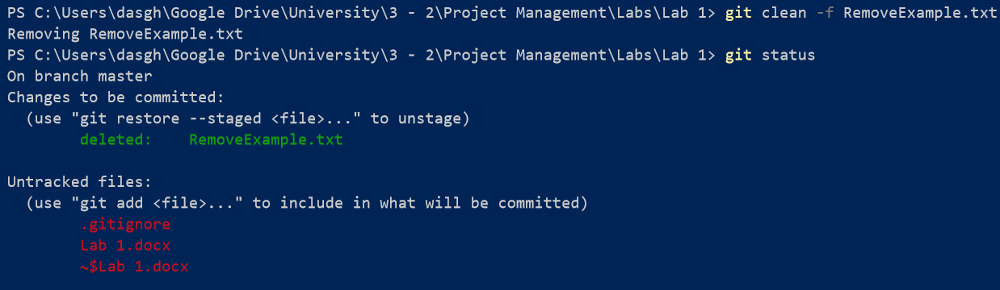 PS C:\Users\dasgh\Google Drive\University\3 - 2\Project Management\Labs\Lab 1> git clean -f RemoveExample.txt
Removing RemoveExample.txt
PS C:\Users\dasgh\Google Drive\University\3 - 2\Project Management\Labs\Lab 1> git status
On branch master
Changes to be committed:
  (use "git restore --staged <file>..." to unstage)
        deleted:    RemoveExample.txt

Untracked files:
  (use "git add <file>..." to include in what will be committed)
        .gitignore
        Lab 1.docx
        ~$Lab 1.docx